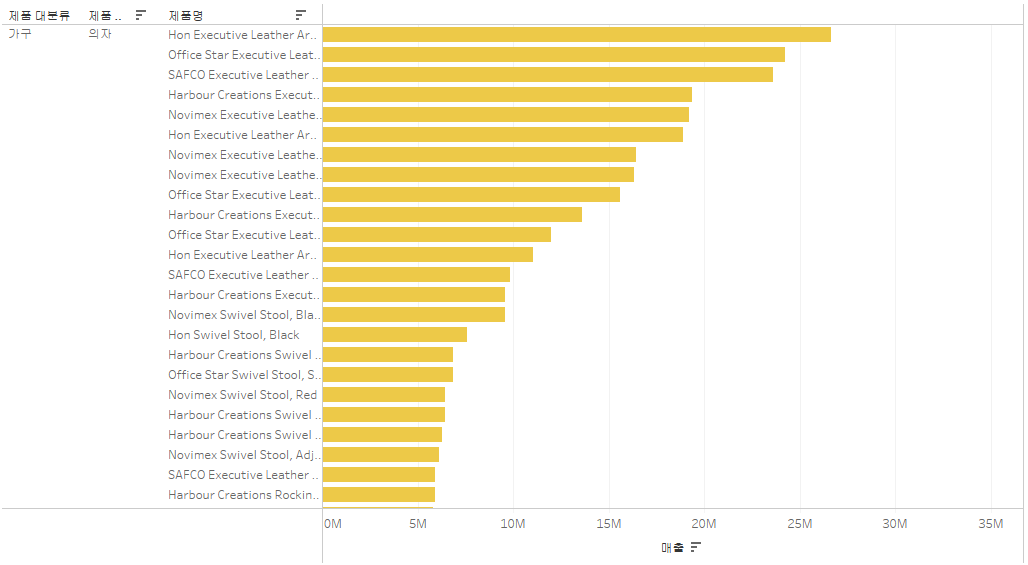 제품 대분류 제품 .. 제품명
가구 의자 Hon Executive Leather Ar..
Office Star Executive Leat..
SAFCO Executive Leather ..
Harbour Creations Execut..
Novimex Executive Leathe..
Hon Executive Leather Ar..
Novimex Executive Leathe..
Novimex Executive Leathe..
Office Star Executive Leat..
Harbour Creations Execut..
Office Star Executive Leat..
Hon Executive Leather Ar..
SAFCO Executive Leather ..
Harbour Creations Execut..
Novimex Swivel Stool, Bla..
Hon Swivel Stool, Black
Harbour Creations Swivel ..
Office Star Swivel Stool, S..
Novimex Swivel Stool, Red
Harbour Creations Swivel ..
Harbour Creations Swivel ..
Novimex Swivel Stool, Adj..
SAFCO Executive Leather ..
Harbour Creations Rockin..
0M 5M 10M 15M 20M 25M 30M 35M
매출